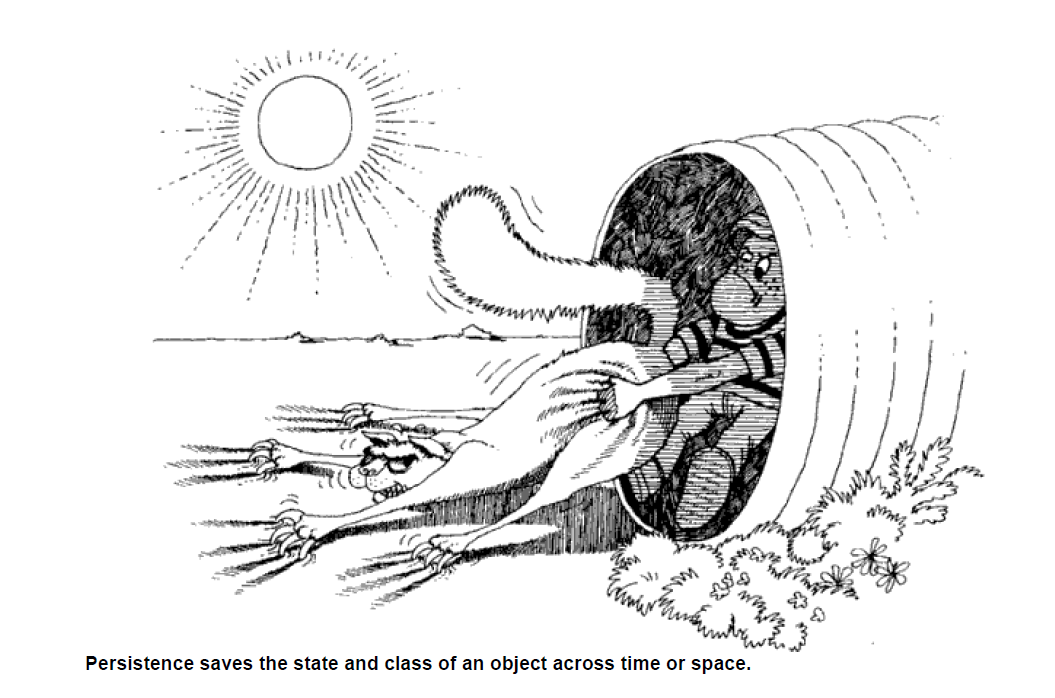 Persistence saves the state and class of an object across time or space.